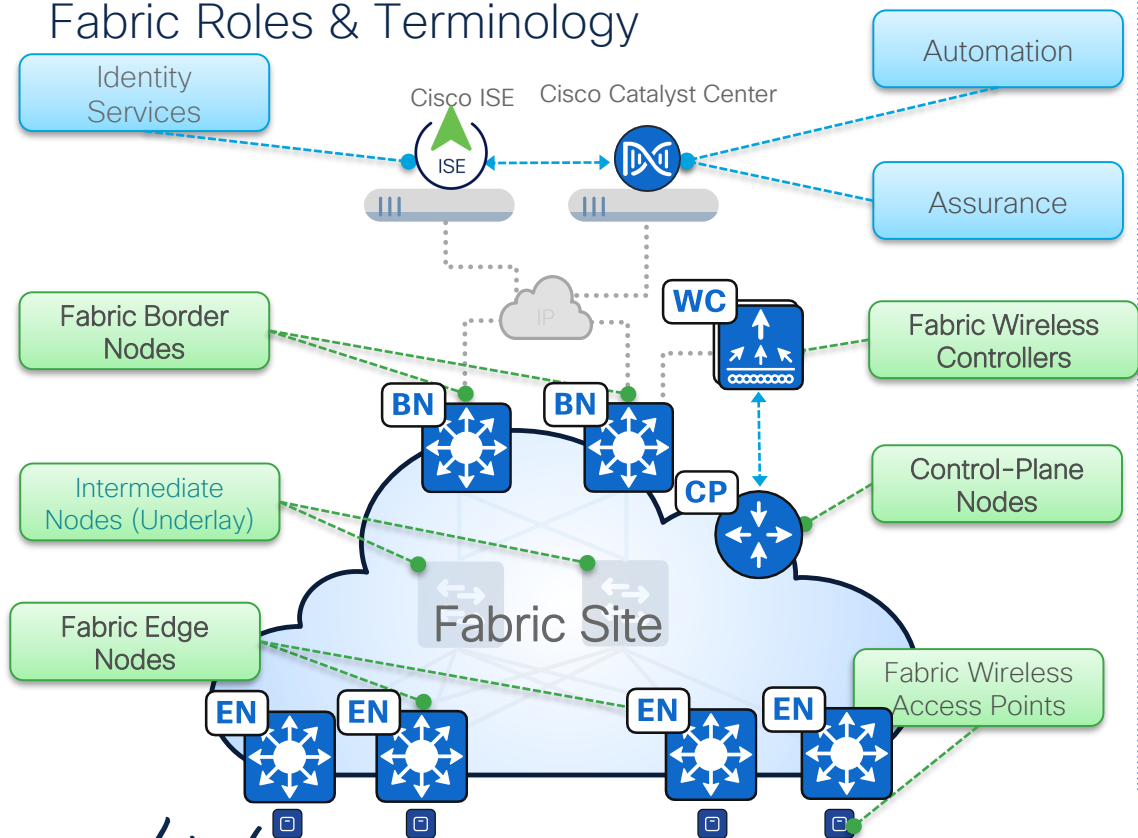 Fabric Roles & Terminology
Identity
Services
Cisco ISE
Cisco Catalyst Center
Automation
ISE
Assurance
Fabric Border
Nodes
IP
WC
Fabric Wireless
Controllers
BN
BN
Intermediate
Nodes (Underlay)
CP
Control-Plane
Nodes
Fabric Site
Fabric Edge
Nodes
Fabric Wireless
Access Points
EN
EN
EN
EN